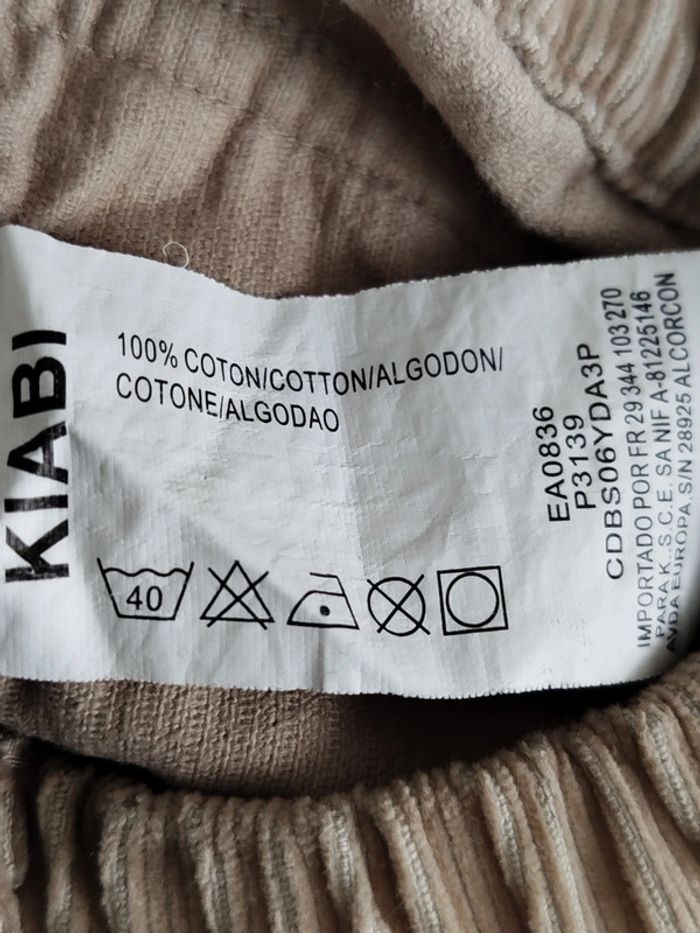 KIABI
100% COTON/COTTON/ALGODON/
COTONE/ALGODAO
40
EA0836
P3139
CDBS06YDA3P
IMPORTADO POR FR 29 344 103 270
PARA K..S.C.E. SA NIF A-81225146
AVDA EUROPA S/N 28925 ALCORCON